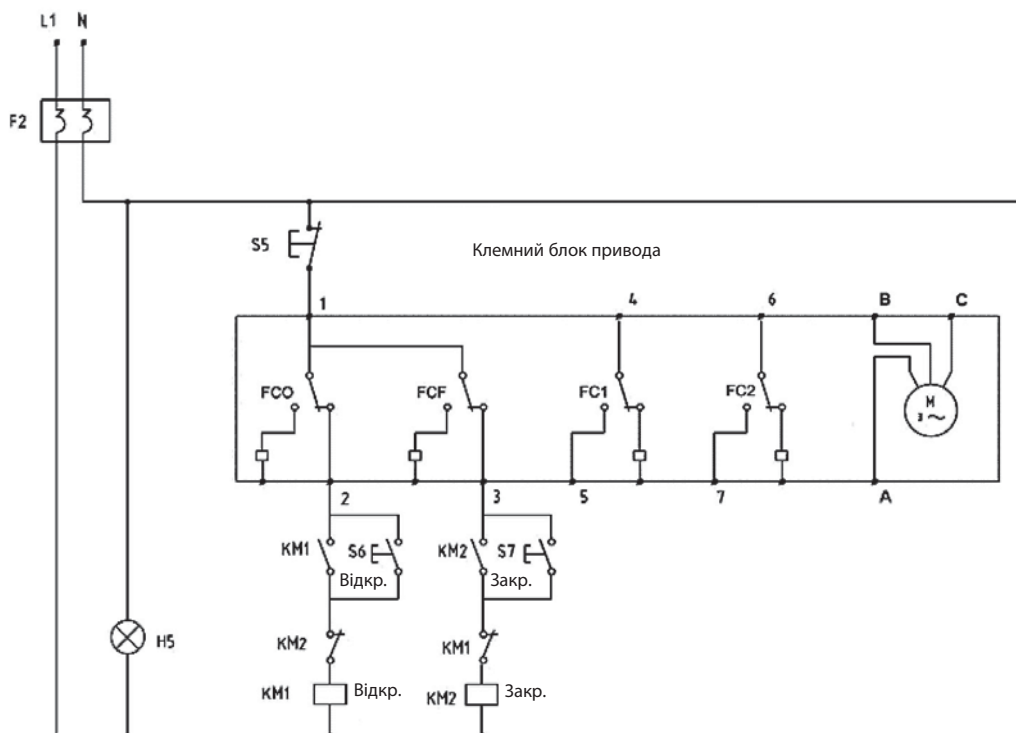 L1 N
F2
S5
Клемний блок привода
1 4 6 B C
FCO FCF FC1 FC2 M
3 ~
2 3 5 7 A
KM1 S6 KM2 S7
Відкр. Закр.
H5 KM2 KM1
KM1 Відкр. KM2 Закр.